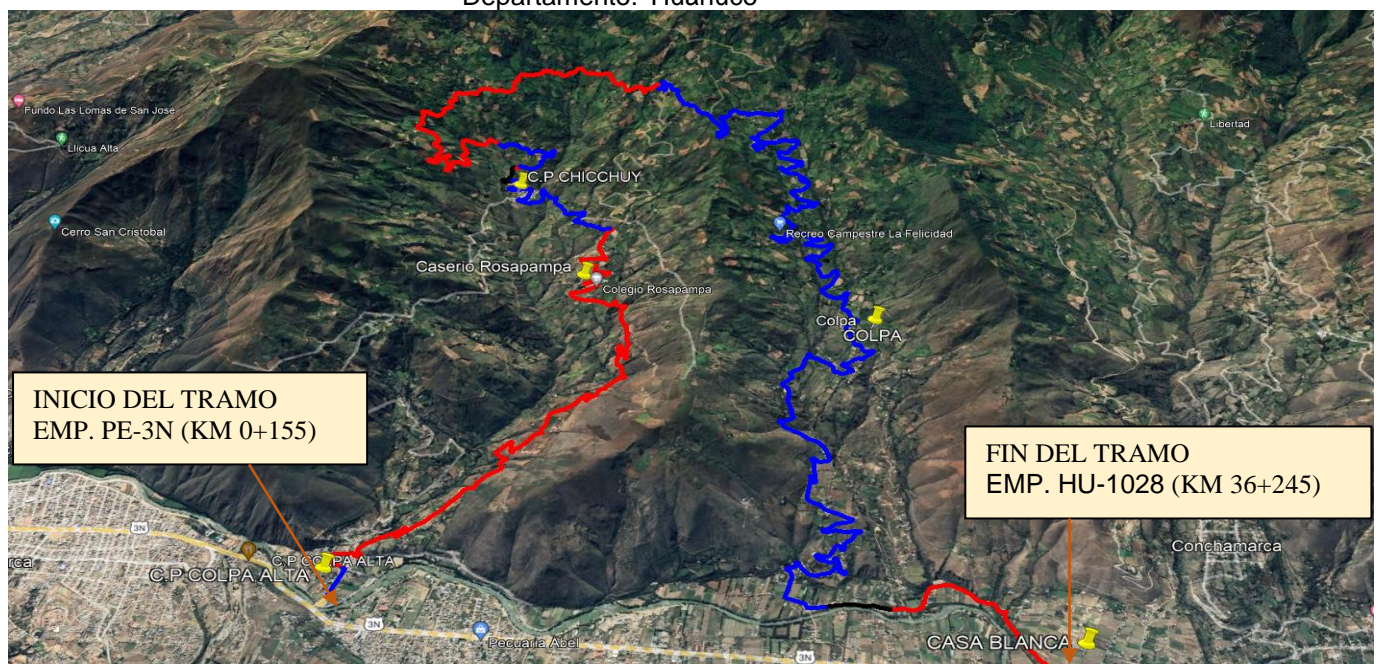 Departamento: Huánuco
Fundo Las Lomas de San José
Llicua Alta
Libertad
C.P.CHICCHUY
Cerro San Cristobal
Recreo Campestre La Felicidad
Caserio Rosapampa
Colegio Rosapampa
Colpa
COLPA
INICIO DEL TRAMO
EMP. PE-3N (KM 0+155)
FIN DEL TRAMO
EMP. HU-1028 (KM 36+245)
3N
Conchamarca
C.P COLPA ALTA
C.P COLPA ALTA
3N
Pecuaria Abel
3N
CASA BLANCA